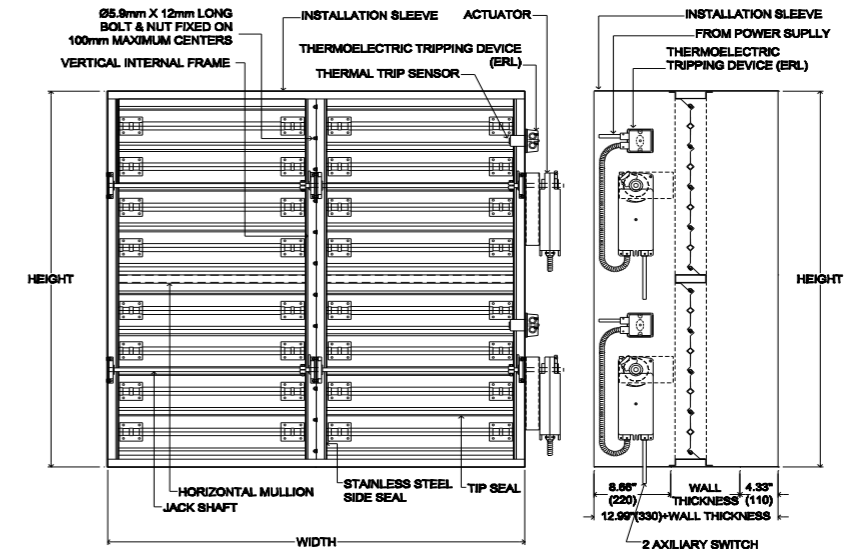 Ø5.9mm X 12mm LONG
BOLT & NUT FIXED ON
100mm MAXIMUM CENTERS
VERTICAL INTERNAL FRAME
INSTALLATION SLEEVE
ACTUATOR
THERMOELECTRIC TRIPPING DEVICE
(ERL)
THERMAL TRIP SENSOR
HEIGHT
HORIZONTAL MULLION
JACK SHAFT
STAINLESS STEEL
SIDE SEAL
TIP SEAL
WIDTH
INSTALLATION SLEEVE
FROM POWER SUPLLY
THERMOELECTRIC
TRIPPING DEVICE (ERL)
HEIGHT
8.66"
(220)
WALL
THICKNESS
4.33"
(110)
12.99"(330)+WALL THICKNESS
2 AXILIARY SWITCH